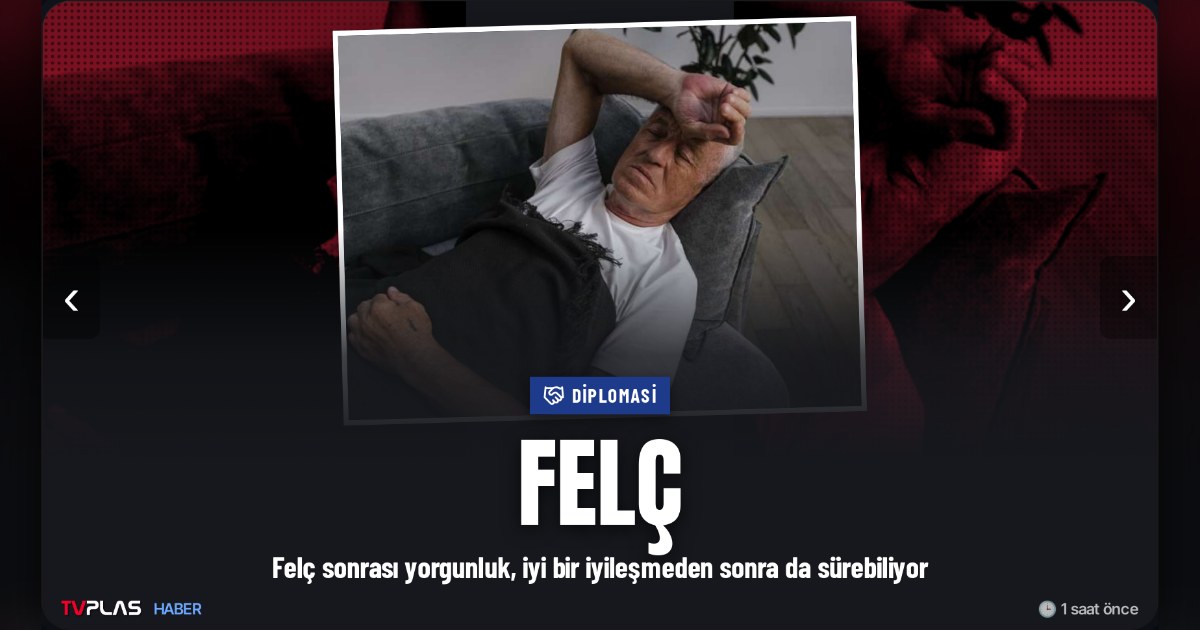 DİPLOMASİ
FELÇ
Felç sonrası yorgunluk, iyi bir iyileşmeden sonra da sürebiliyor
TVPLAS HABER
1 saat önce